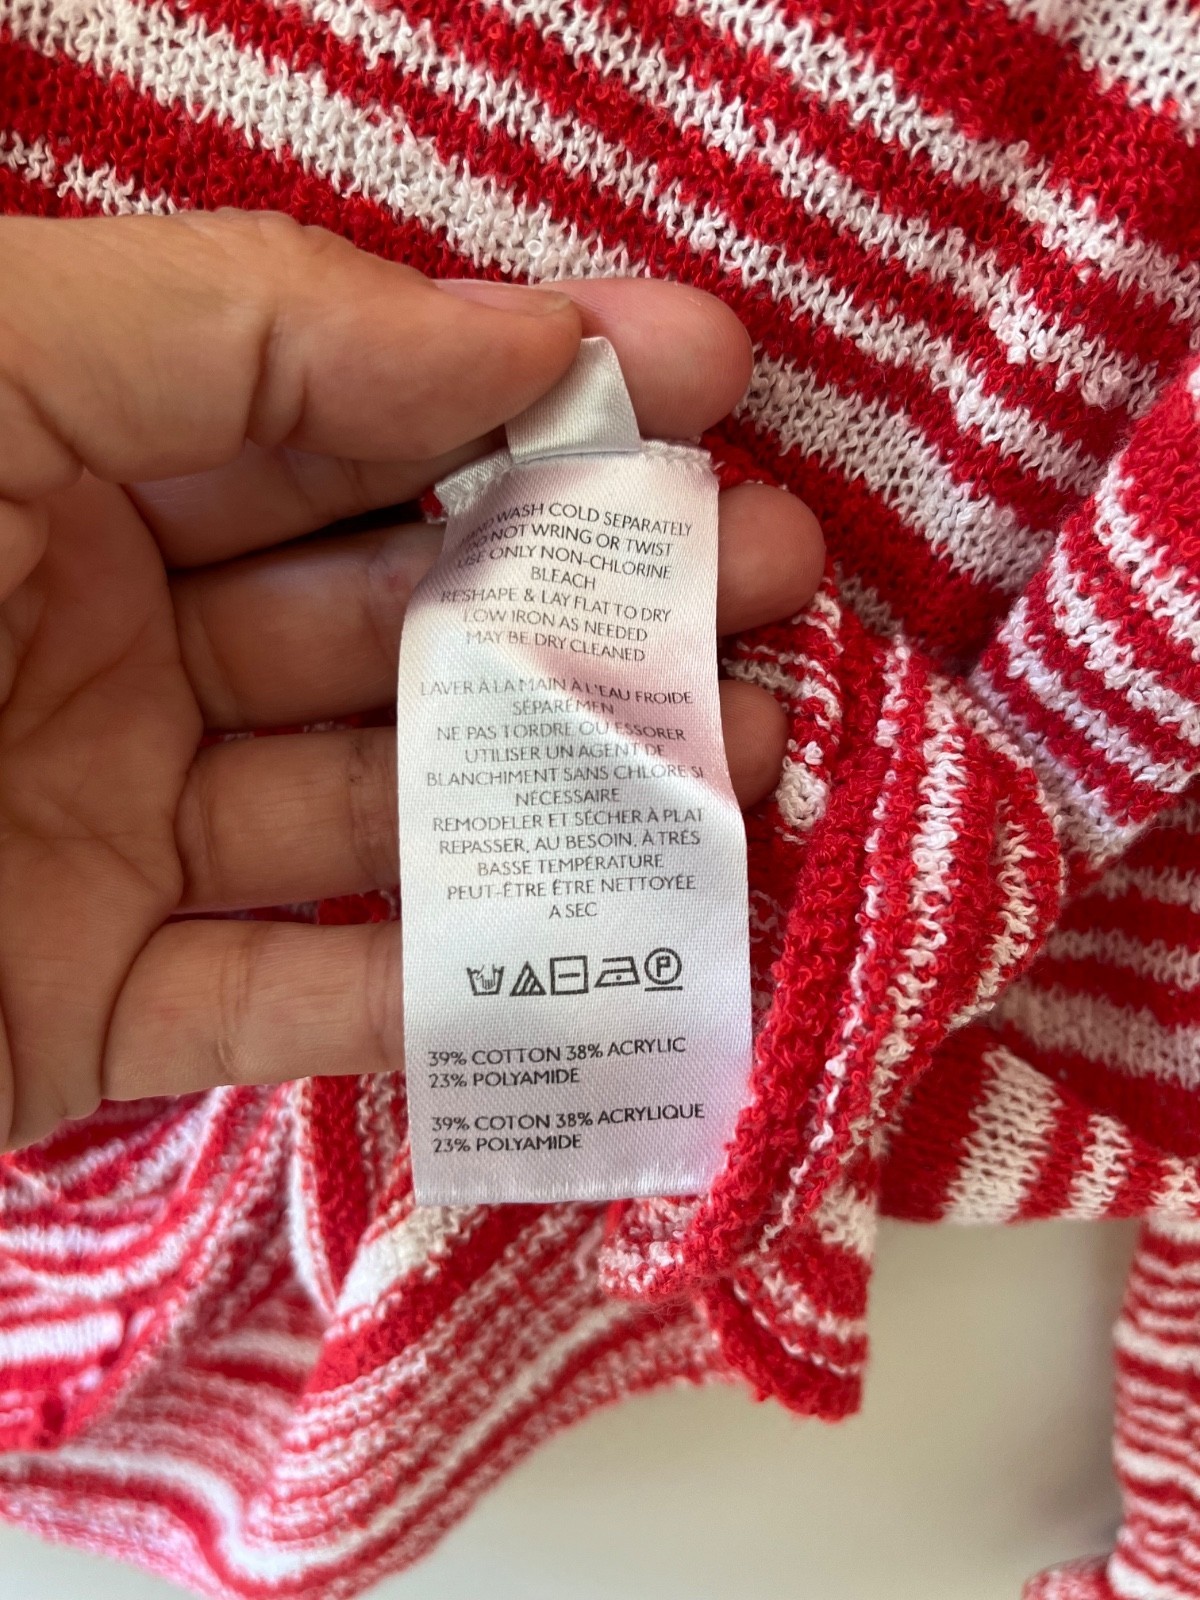 HAND WASH COLD SEPARATELY
DO NOT WRING OR TWIST
USE ONLY NON-CHLORINE
BLEACH
RESHAPE & LAY FLAT TO DRY
LOW IRON AS NEEDED
MAY BE DRY CLEANED
LAVER À LA MAIN À L'EAU FROIDE
SÉPARÉMEN
NE PAS TORDRE OU ESSORER
UTILISER UN AGENT DE
BLANCHIMENT SANS CHLORE SI
NÉCESSAIRE
REMODELER ET SÉCHER À PLAT
REPASSER, AU BESOIN, À TRÈS
BASSE TEMPÉRATURE
PEUT-ÊTRE ÊTRE NETTOYÉE
A SEC
P
39% COTTON 38% ACRYLIC
23% POLYAMIDE
39% COTON 38% ACRYLIQUE
23% POLYAMIDE